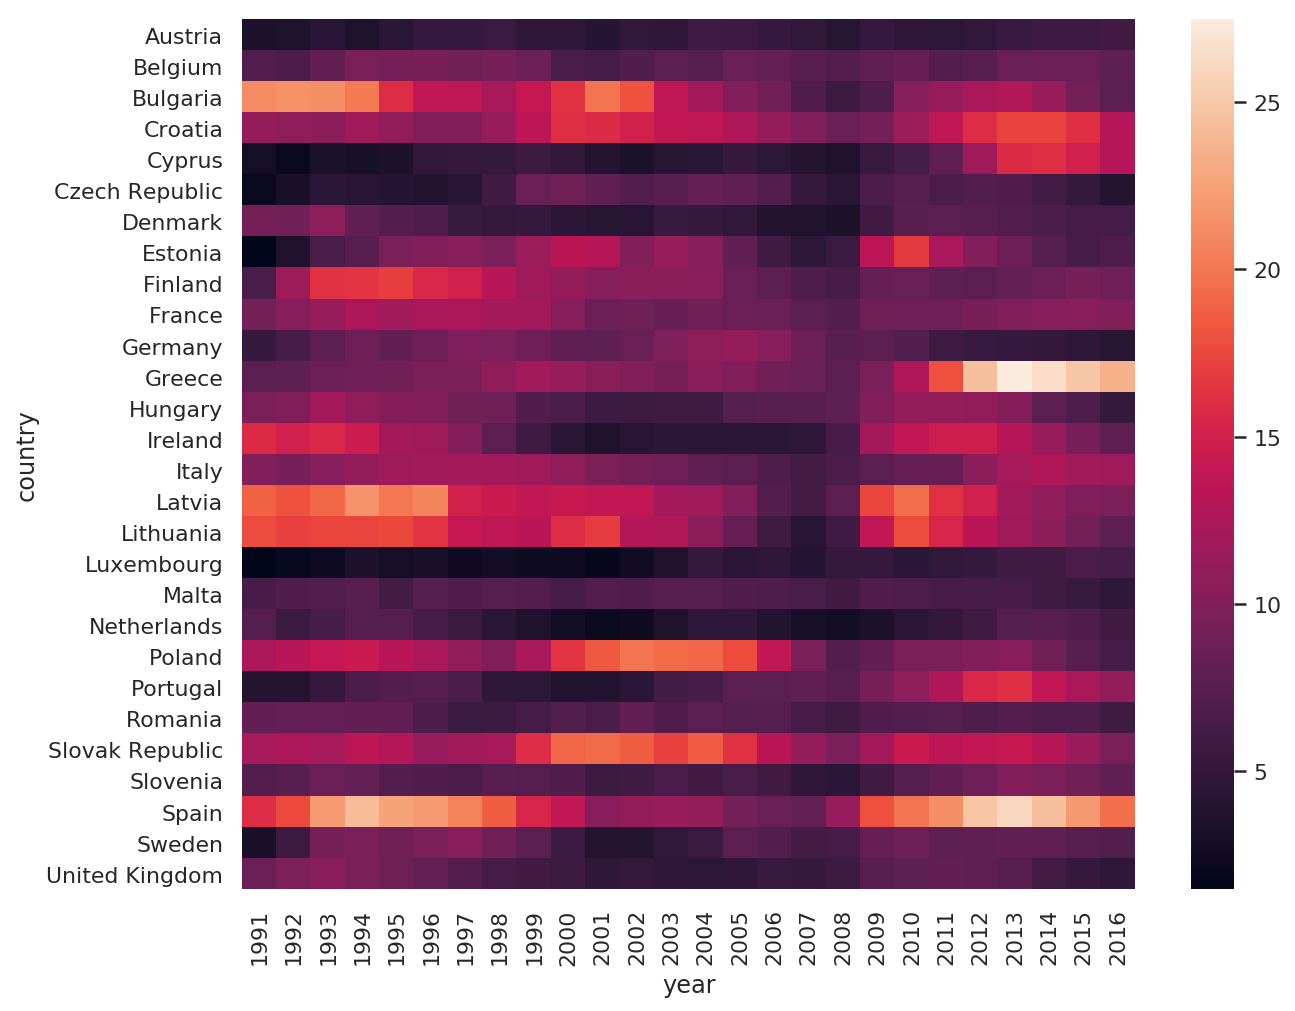 Austria
Belgium
Bulgaria
Croatia
Cyprus
Czech Republic
Denmark
Estonia
Finland
France
Germany
Greece
Hungary
Ireland
Italy
Latvia
Lithuania
Luxembourg
Malta
Netherlands
Poland
Portugal
Romania
Slovak Republic
Slovenia
Spain
Sweden
United Kingdom
country
1991
1992
1993
1994
1995
1996
1997
1998
1999
2000
2001
2002
2003
2004
2005
2006
2007
2008
2009
2010
2011
2012
2013
2014
2015
2016
year
25
20
15
10
5